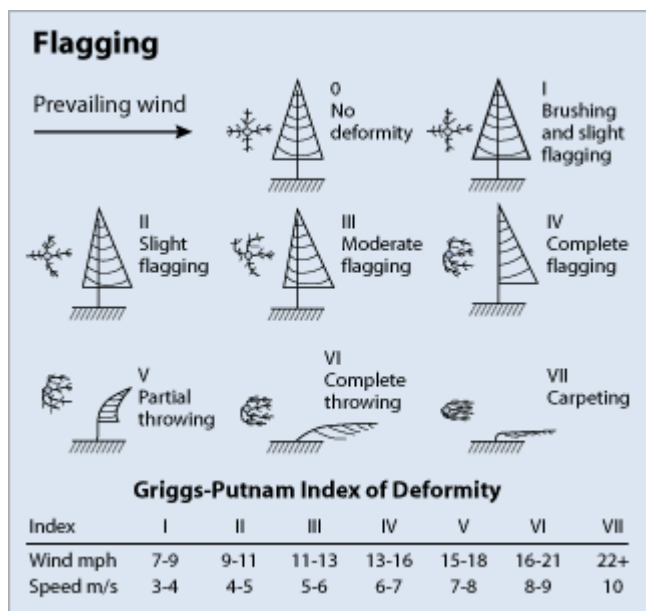 Flagging
Prevailing wind
0
No
deformity
I
Brushing
and slight
flagging
II
Slight
flagging
III
Moderate
flagging
IV
Complete
flagging
V
Partial
throwing
VI
Complete
throwing
VII
Carpeting
Griggs-Putnam Index of Deformity
Index I II III IV V VI VII
Wind mph 7-9 9-11 11-13 13-16 15-18 16-21 22+
Speed m/s 3-4 4-5 5-6 6-7 7-8 8-9 10